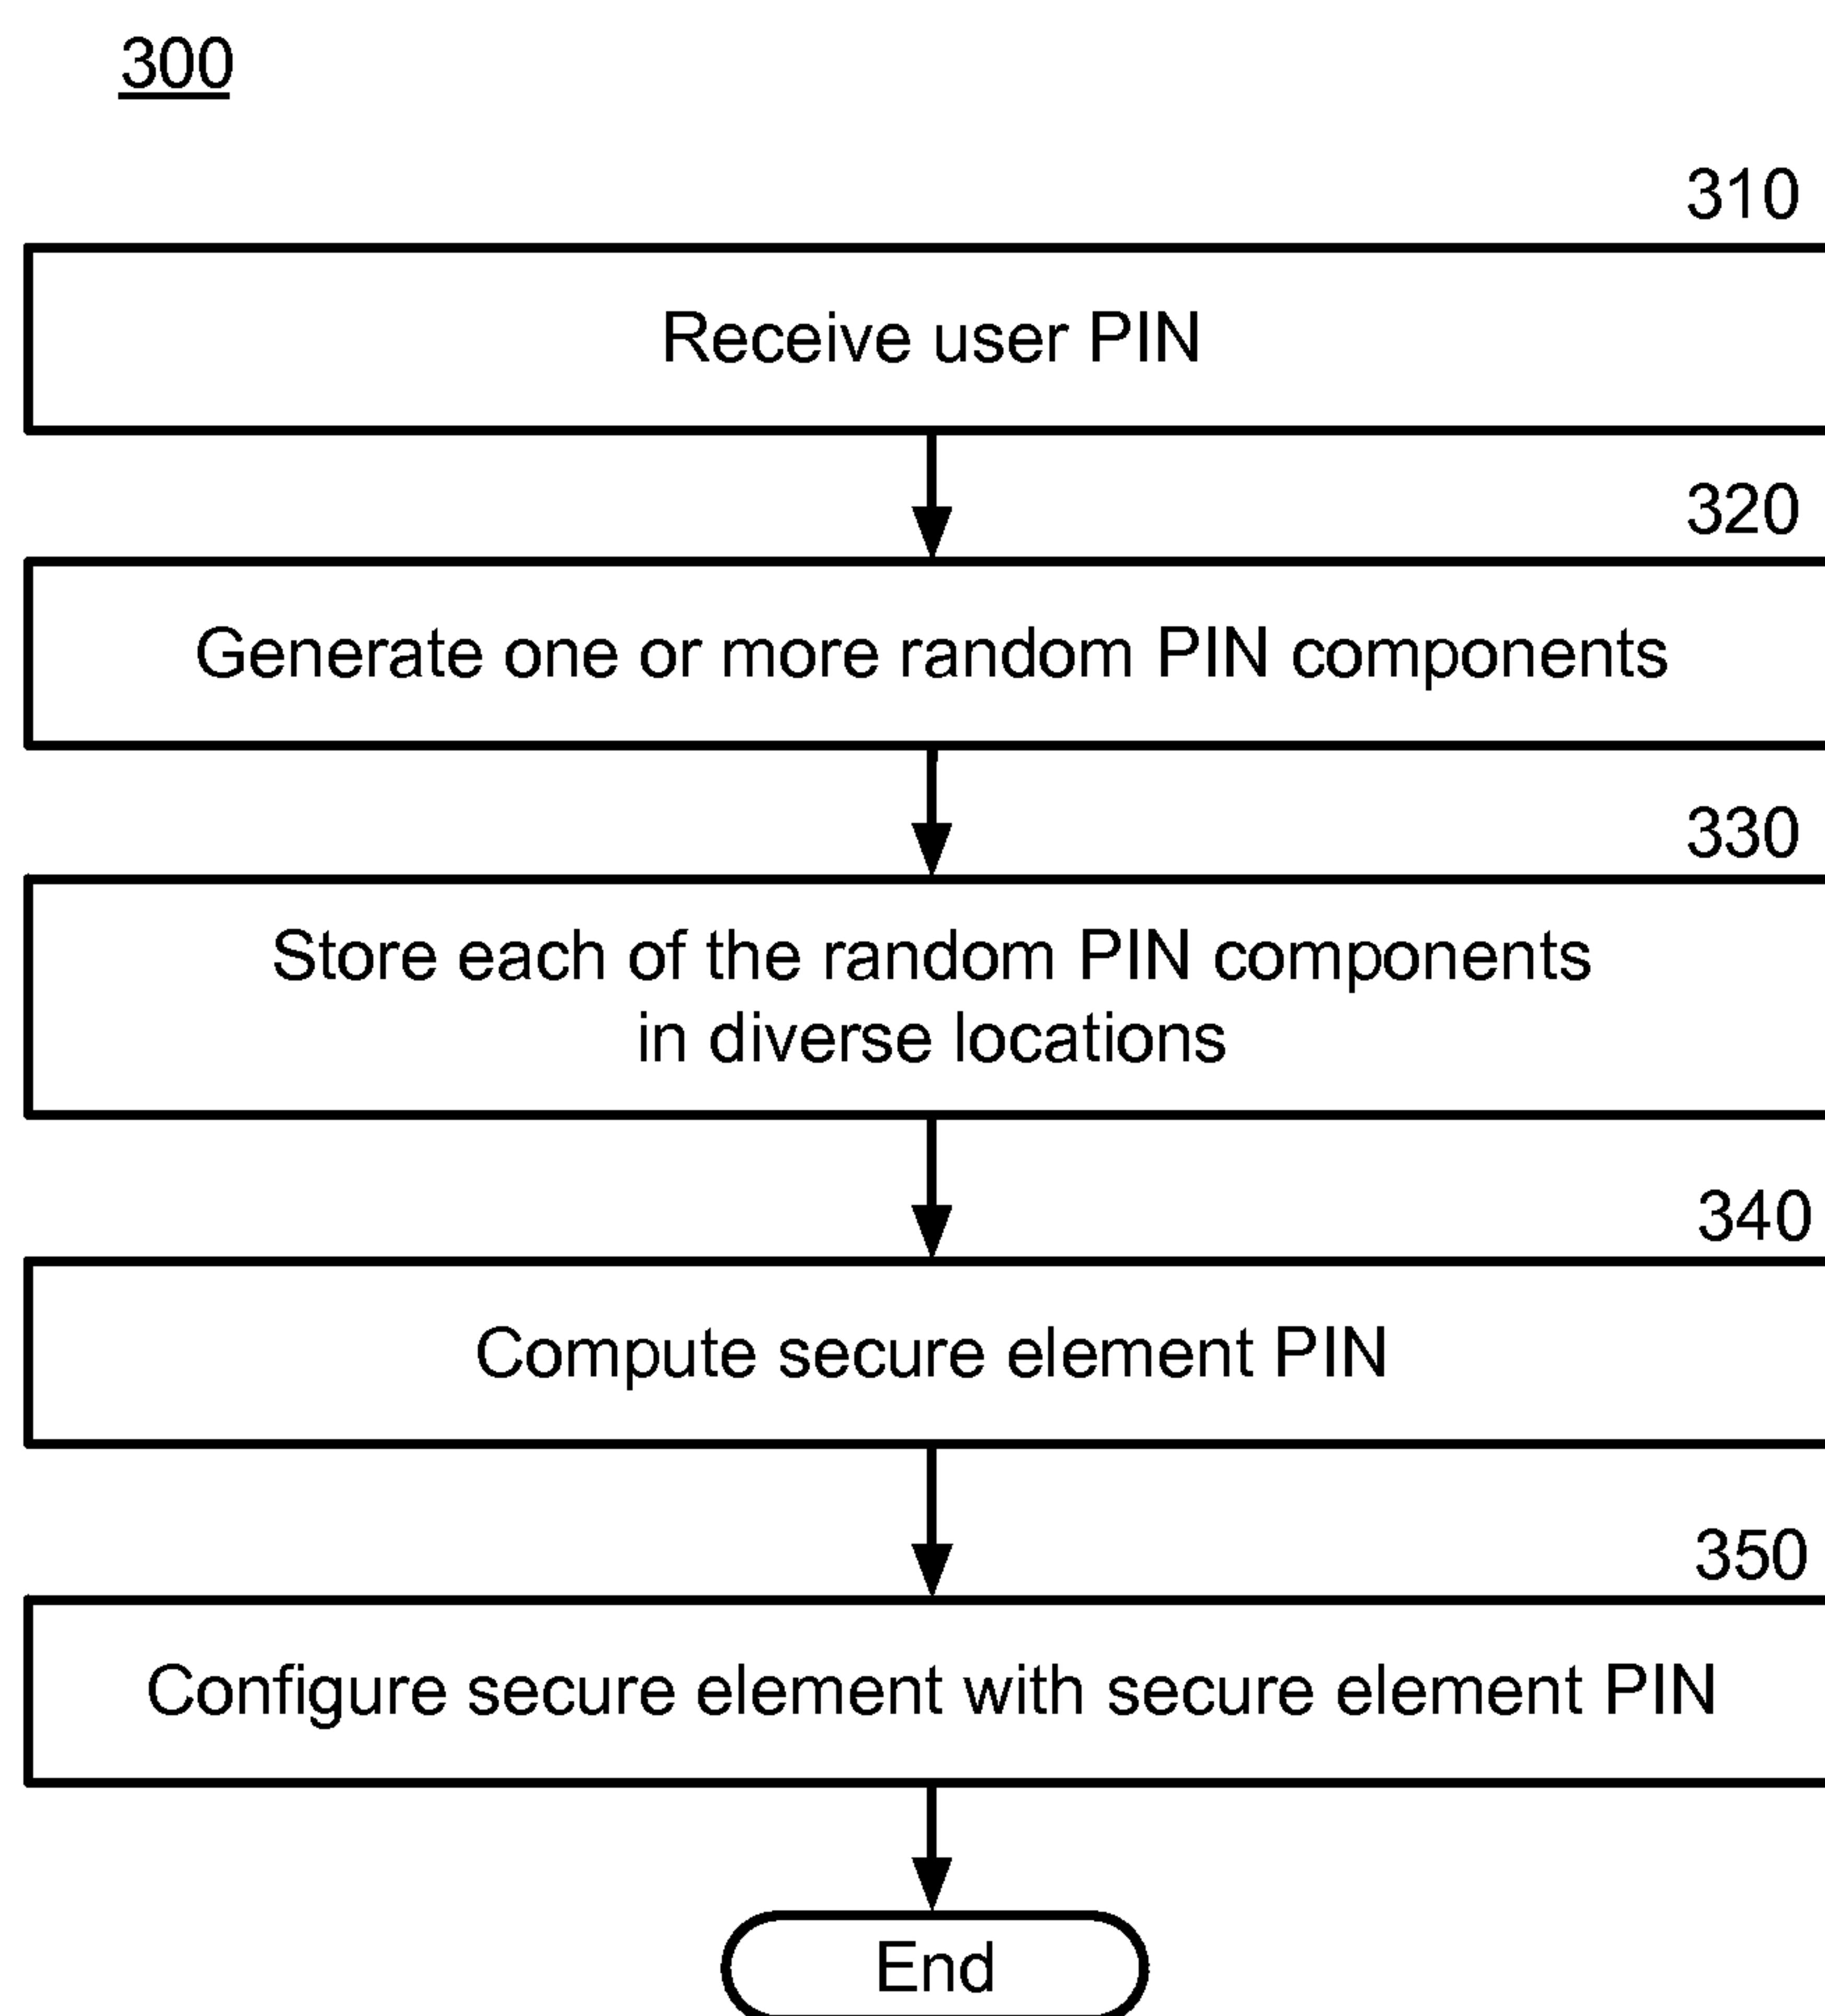 300
310
Receive user PIN
320
Generate one or more random PIN components
330
Store each of the random PIN components
in diverse locations
340
Compute secure element PIN
350
Configure secure element with secure element PIN
End